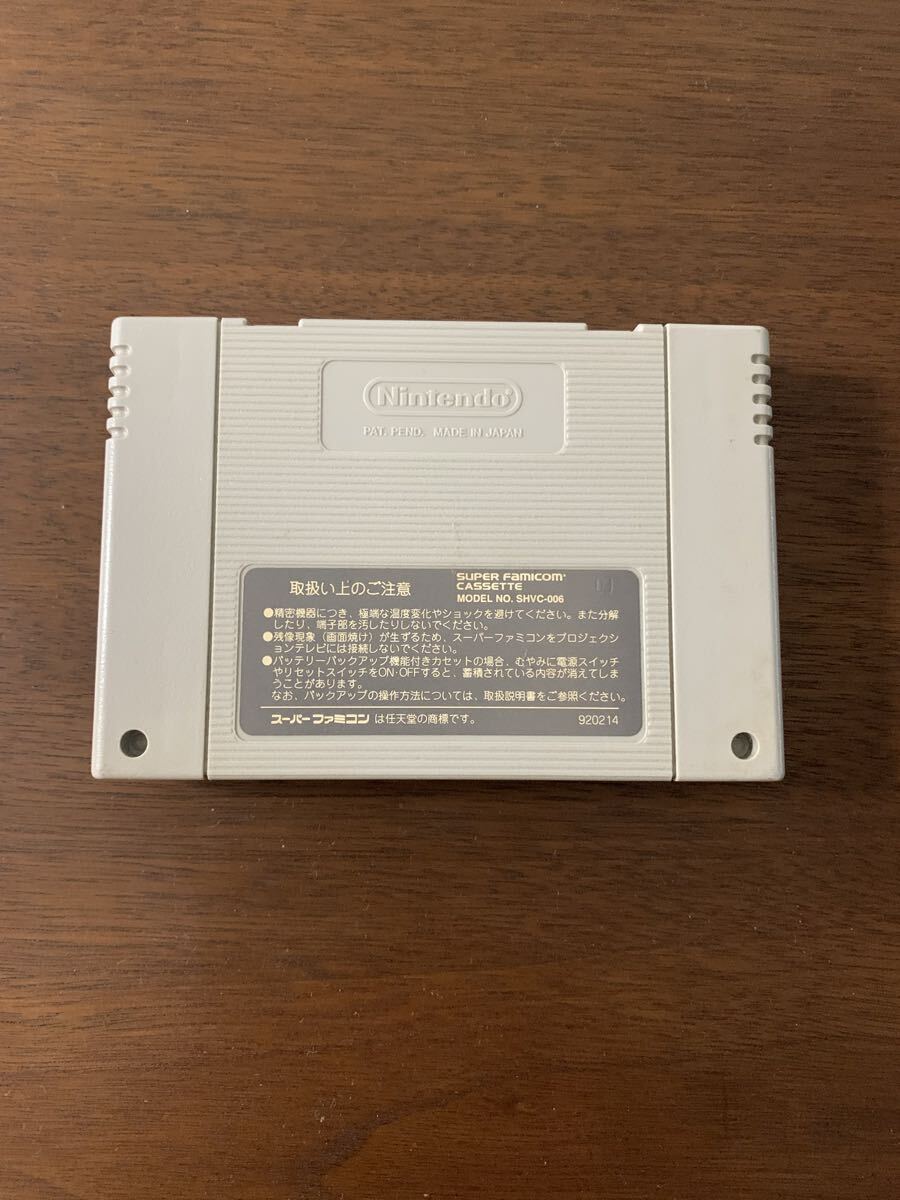 Nintendo®
PAT. PEND. MADE IN JAPAN
取扱い上のご注意
SUPER FAMICOM®
CASSETTE
MODEL NO. SHVC-006
●精密機器につき、極端な温度変化やショックを避けてください。また分解
したり、端子部を汚したりしないでください。
●残像現象（画面焼け）が生ずるため、スーパーファミコンをプロジェクシ
ョンテレビには接続しないでください。
●バッテリーバックアップ機能付きカセットの場合、むやみに電源スイッチ
やリセットスイッチをON・OFFすると、蓄積されている内容が消えてしま
うことがあります。
なお、バックアップの操作方法については、取扱説明書をご参照ください。
スーパーファミコン は任天堂の商標です。
920214